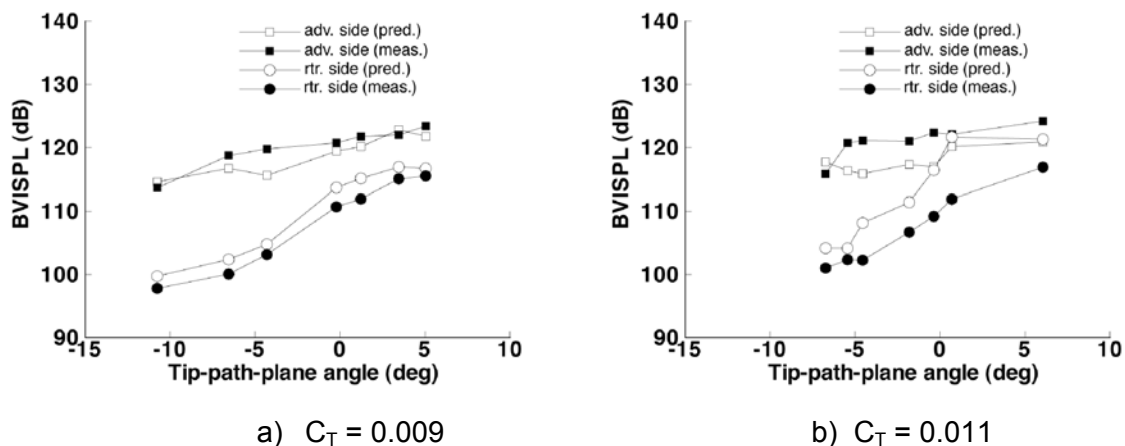 140
130
120
110
100
90
BVISPL (dB)
adv. side (pred.)
adv. side (meas.)
rtr. side (pred.)
rtr. side (meas.)
-15 -10 -5 0 5 10
Tip-path-plane angle (deg)
a) C_T = 0.009
140
130
120
110
100
90
BVISPL (dB)
adv. side (pred.)
adv. side (meas.)
rtr. side (pred.)
rtr. side (meas.)
-15 -10 -5 0 5 10
Tip-path-plane angle (deg)
b) C_T = 0.011